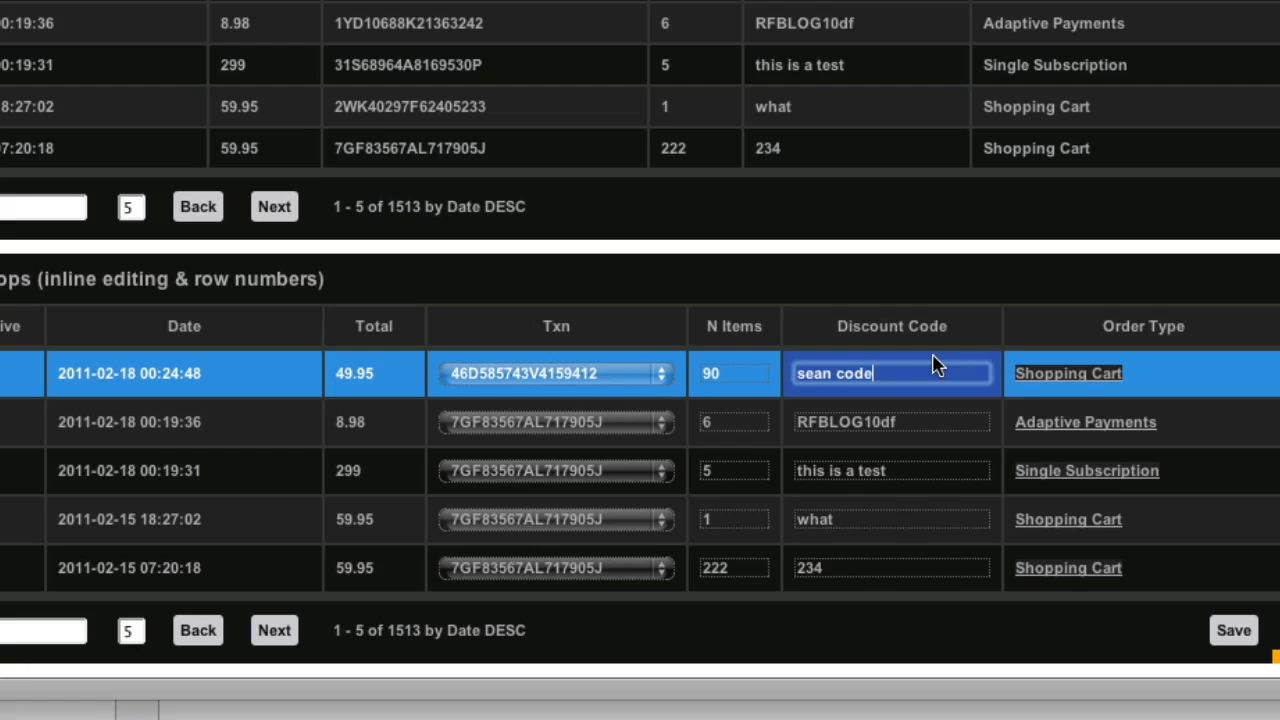 0:19:36 8.98 1YD10688K21363242 6 RFBLOG10df Adaptive Payments
0:19:31 299 31S68964A8169530P 5 this is a test Single Subscription
8:27:02 59.95 2WK40297F62405233 1 what Shopping Cart
7:20:18 59.95 7GF83567AL717905J 222 234 Shopping Cart
5 Back Next 1 - 5 of 1513 by Date DESC
ops (inline editing & row numbers)
ive Date Total Txn N Items Discount Code Order Type
2011-02-18 00:24:48 49.95 46D585743V4159412 90 sean code Shopping Cart
2011-02-18 00:19:36 8.98 7GF83567AL717905J 6 RFBLOG10df Adaptive Payments
2011-02-18 00:19:31 299 7GF83567AL717905J 5 this is a test Single Subscription
2011-02-15 18:27:02 59.95 7GF83567AL717905J 1 what Shopping Cart
2011-02-15 07:20:18 59.95 7GF83567AL717905J 222 234 Shopping Cart
5 Back Next 1 - 5 of 1513 by Date DESC Save